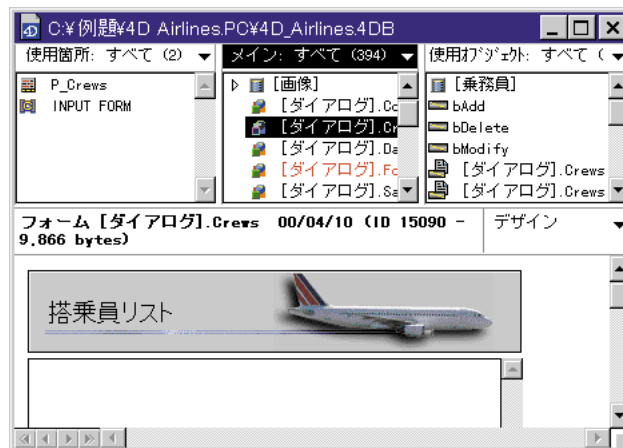 C:¥例題¥4D Airlines.PC¥4D_Airlines.4DB
使用箇所: すべて (2)
メイン: すべて (394)
使用ｵﾌﾞｼﾞｪｸﾄ: すべて (
P_Crews
INPUT FORM
[画像]
[ダイアログ].Co
[ダイアログ].Cr
[ダイアログ].Da
[ダイアログ].Fo
[ダイアログ].Sa
[乗務員]
bAdd
bDelete
bModify
[ダイアログ].Crews
[ダイアログ].Crews
フォーム [ダイアログ].Crews 00/04/10 (ID 15090 -
9,866 bytes)
デザイン
搭乗員リスト